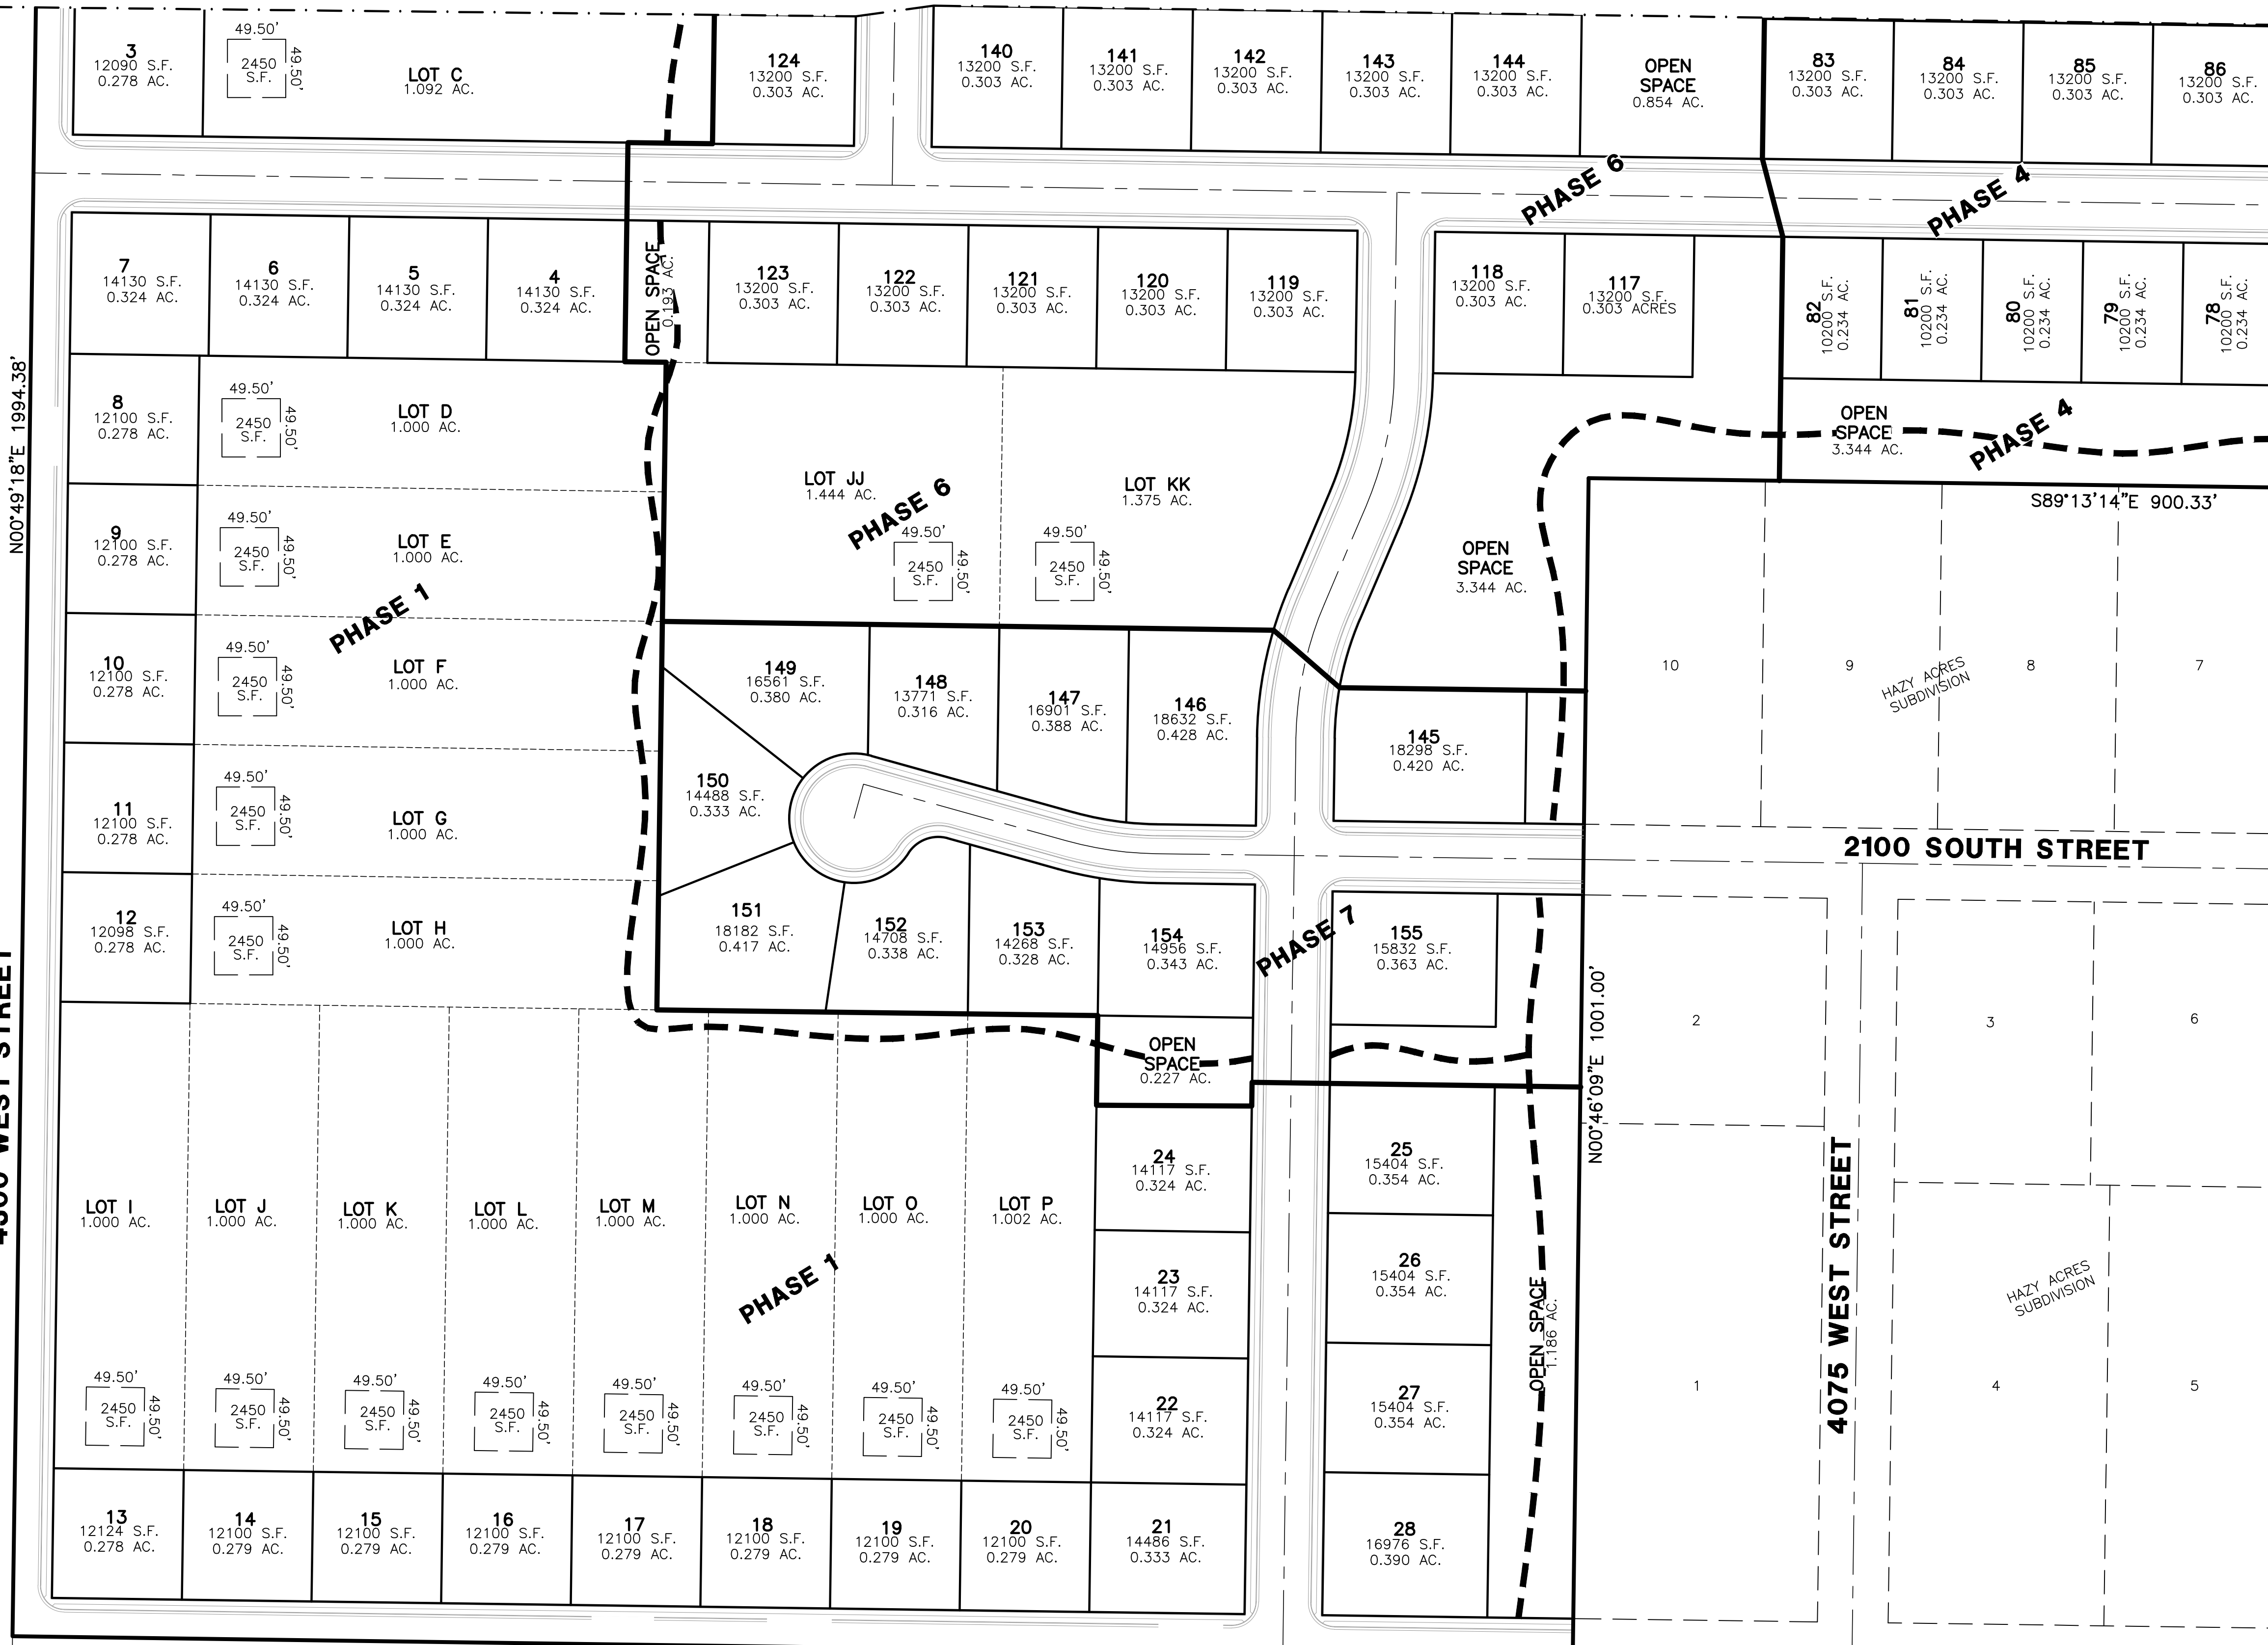 3
12090 S.F.
0.278 AC.
49.50'
49.50'
2450
S.F.
LOT C
1.092 AC.
124
13200 S.F.
0.303 AC.
140
13200 S.F.
0.303 AC.
141
13200 S.F.
0.303 AC.
142
13200 S.F.
0.303 AC.
143
13200 S.F.
0.303 AC.
144
13200 S.F.
0.303 AC.
OPEN
SPACE
0.854 AC.
83
13200 S.F.
0.303 AC.
84
13200 S.F.
0.303 AC.
85
13200 S.F.
0.303 AC.
86
13200 S.F.
0.303 AC.
PHASE 6
PHASE 4
7
14130 S.F.
0.324 AC.
6
14130 S.F.
0.324 AC.
5
14130 S.F.
0.324 AC.
4
14130 S.F.
0.324 AC.
OPEN SPACE
0.193 AC.
123
13200 S.F.
0.303 AC.
122
13200 S.F.
0.303 AC.
121
13200 S.F.
0.303 AC.
120
13200 S.F.
0.303 AC.
119
13200 S.F.
0.303 AC.
118
13200 S.F.
0.303 AC.
117
13200 S.F.
0.303 ACRES
82
10200 S.F.
0.234 AC.
81
10200 S.F.
0.234 AC.
80
10200 S.F.
0.234 AC.
79
10200 S.F.
0.234 AC.
78
10200 S.F.
0.234 AC.
N00°49'18"E 1994.38'
8
12100 S.F.
0.278 AC.
49.50'
49.50'
2450
S.F.
LOT D
1.000 AC.
OPEN
SPACE
3.344 AC.
PHASE 4
S89°13'14"E 900.33'
9
12100 S.F.
0.278 AC.
49.50'
49.50'
2450
S.F.
LOT E
1.000 AC.
LOT JJ
1.444 AC.
PHASE 6
49.50'
49.50'
2450
S.F.
LOT KK
1.375 AC.
49.50'
49.50'
2450
S.F.
OPEN
SPACE
3.344 AC.
PHASE 1
10
12100 S.F.
0.278 AC.
49.50'
49.50'
2450
S.F.
LOT F
1.000 AC.
149
16561 S.F.
0.380 AC.
148
13771 S.F.
0.316 AC.
147
16901 S.F.
0.388 AC.
146
18632 S.F.
0.428 AC.
145
18298 S.F.
0.420 AC.
10
9
8
7
HAZY ACRES
SUBDIVISION
11
12100 S.F.
0.278 AC.
49.50'
49.50'
2450
S.F.
LOT G
1.000 AC.
150
14488 S.F.
0.333 AC.
2100 SOUTH STREET
12
12098 S.F.
0.278 AC.
49.50'
49.50'
2450
S.F.
LOT H
1.000 AC.
151
18182 S.F.
0.417 AC.
152
14708 S.F.
0.338 AC.
153
14268 S.F.
0.328 AC.
154
14956 S.F.
0.343 AC.
PHASE 7
155
15832 S.F.
0.363 AC.
N00°46'09"E 1001.00'
2
3
6
WEST STREET
OPEN
SPACE
0.227 AC.
LOT I
1.000 AC.
LOT J
1.000 AC.
LOT K
1.000 AC.
LOT L
1.000 AC.
LOT M
1.000 AC.
LOT N
1.000 AC.
LOT O
1.000 AC.
LOT P
1.002 AC.
24
14117 S.F.
0.324 AC.
25
15404 S.F.
0.354 AC.
4075 WEST STREET
PHASE 1
23
14117 S.F.
0.324 AC.
26
15404 S.F.
0.354 AC.
OPEN SPACE
1.186 AC.
HAZY ACRES
SUBDIVISION
49.50'
49.50'
2450
S.F.
49.50'
49.50'
2450
S.F.
49.50'
49.50'
2450
S.F.
49.50'
49.50'
2450
S.F.
49.50'
49.50'
2450
S.F.
49.50'
49.50'
2450
S.F.
49.50'
49.50'
2450
S.F.
49.50'
49.50'
2450
S.F.
22
14117 S.F.
0.324 AC.
27
15404 S.F.
0.354 AC.
1
4
5
13
12124 S.F.
0.278 AC.
14
12100 S.F.
0.279 AC.
15
12100 S.F.
0.279 AC.
16
12100 S.F.
0.279 AC.
17
12100 S.F.
0.279 AC.
18
12100 S.F.
0.279 AC.
19
12100 S.F.
0.279 AC.
20
12100 S.F.
0.279 AC.
21
14486 S.F.
0.333 AC.
28
16976 S.F.
0.390 AC.